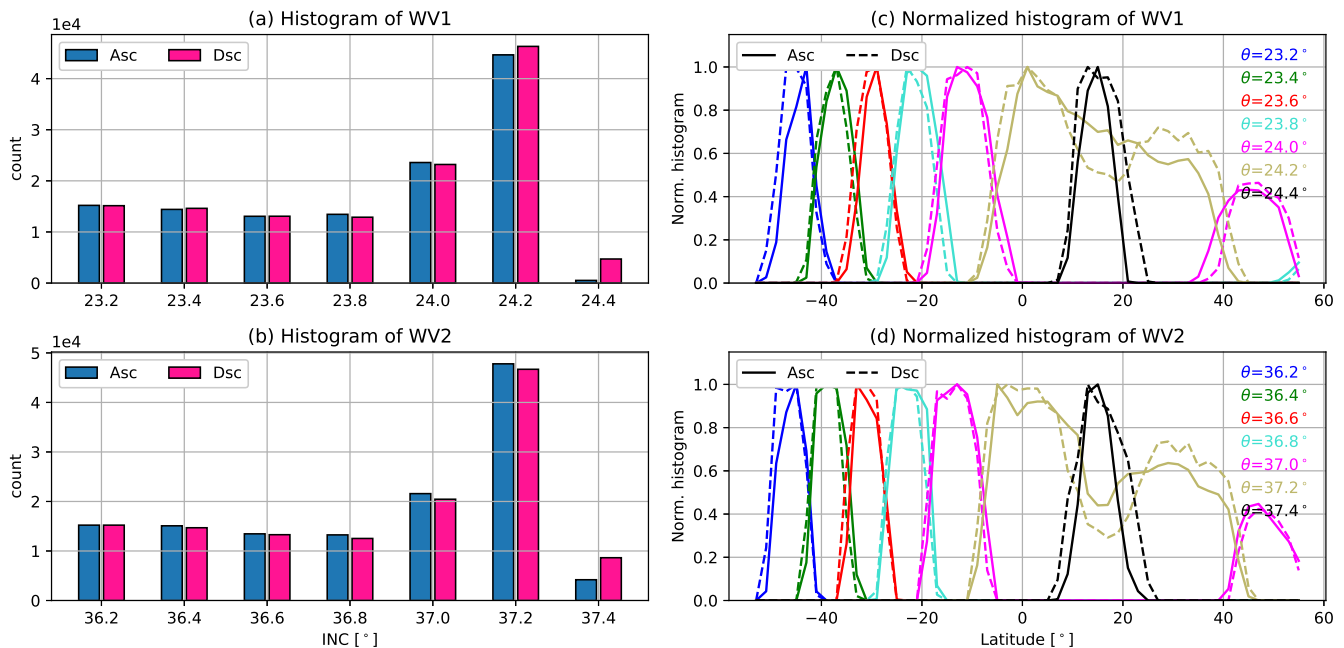 (a) Histogram of WV1
1e4
Asc Dsc
4
3
2
1
0
count
23.2 23.4 23.6 23.8 24.0 24.2 24.4
(c) Normalized histogram of WV1
Asc Dsc
1.0
0.8
0.6
0.4
0.2
0.0
Norm. histogram
θ=23.2°
θ=23.4°
θ=23.6°
θ=23.8°
θ=24.0°
θ=24.2°
θ=24.4°
−40 −20 0 20 40 60
(b) Histogram of WV2
1e4
Asc Dsc
5
4
3
2
1
0
count
36.2 36.4 36.6 36.8 37.0 37.2 37.4
INC [°]
(d) Normalized histogram of WV2
Asc Dsc
1.0
0.8
0.6
0.4
0.2
0.0
Norm. histogram
θ=36.2°
θ=36.4°
θ=36.6°
θ=36.8°
θ=37.0°
θ=37.2°
θ=37.4°
−40 −20 0 20 40 60
Latitude [°]